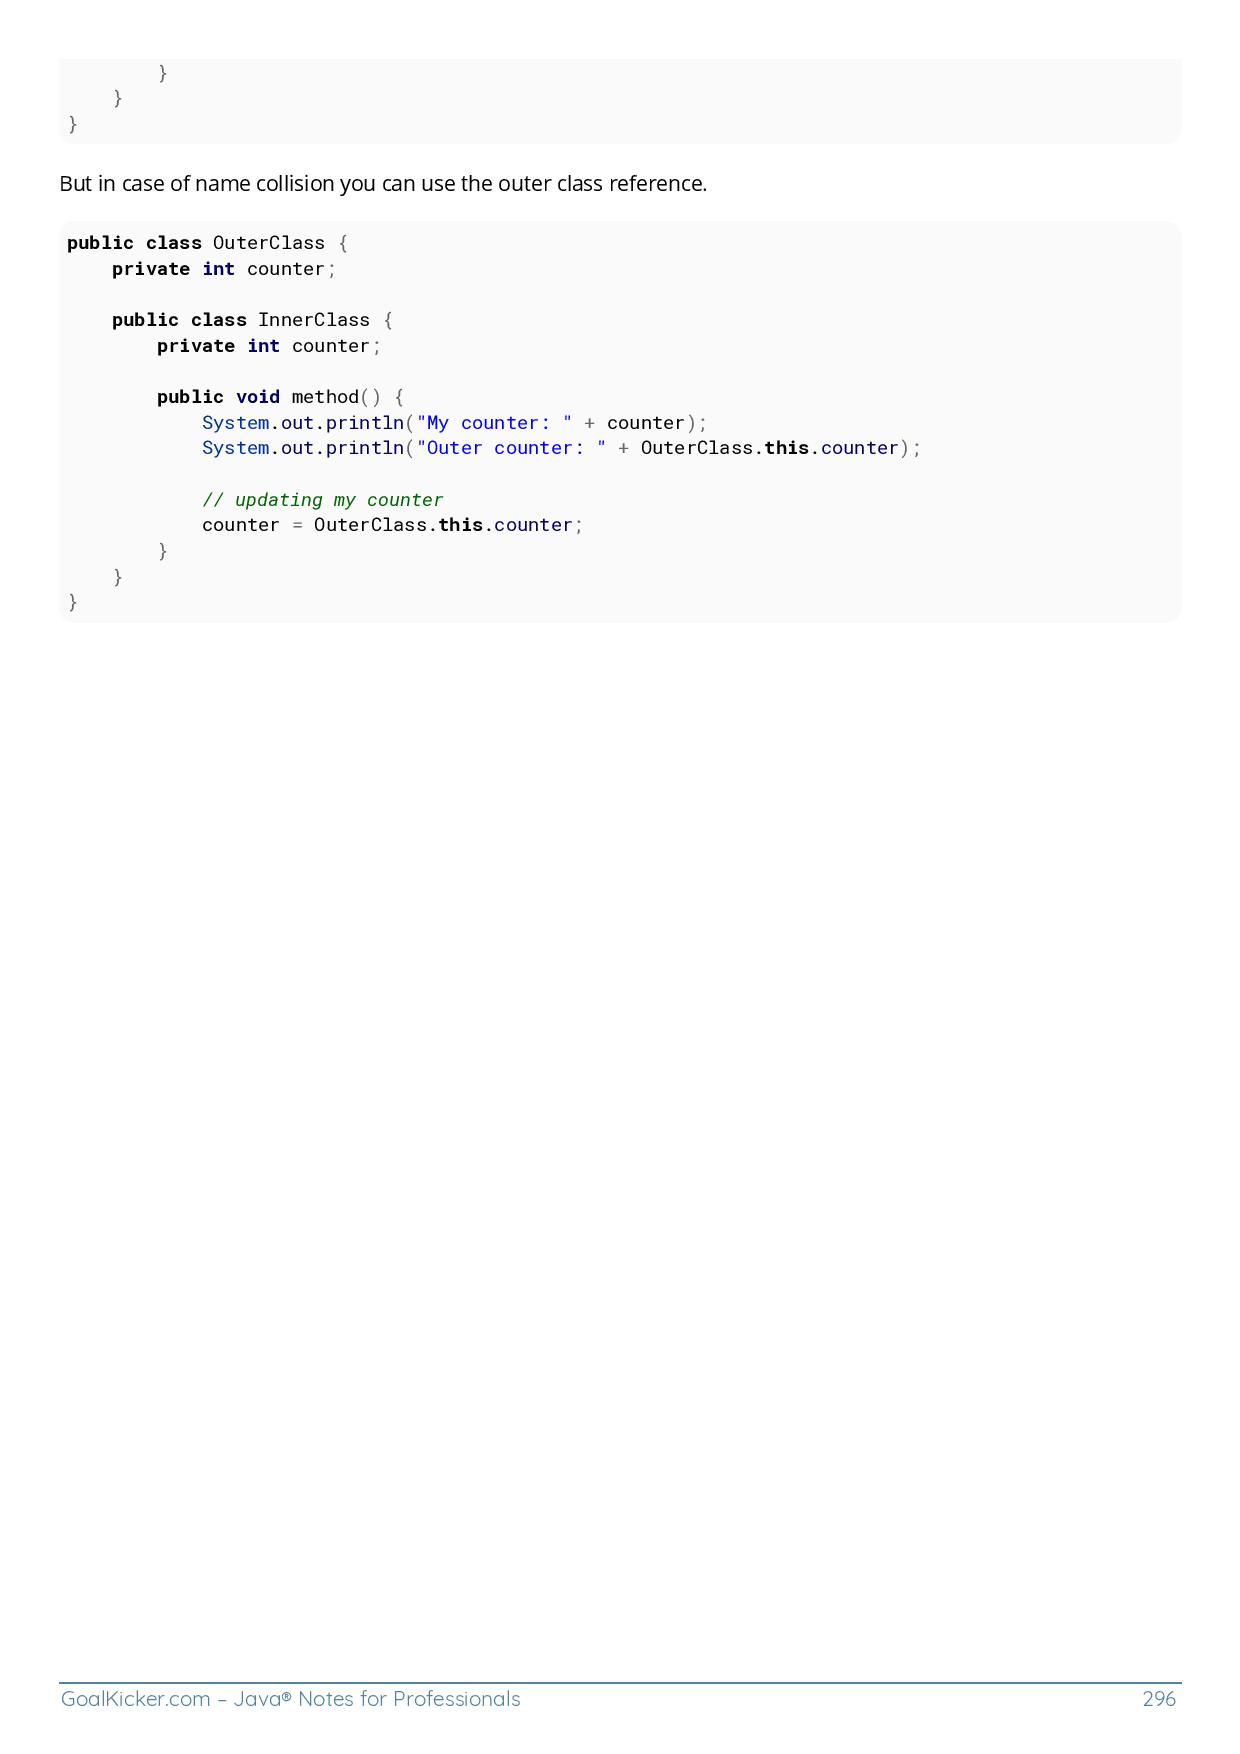 }
    }
}
But in case of name collision you can use the outer class reference.
public class OuterClass {
    private int counter;

    public class InnerClass {
        private int counter;

        public void method() {
            System.out.println("My counter: " + counter);
            System.out.println("Outer counter: " + OuterClass.this.counter);

            // updating my counter
            counter = OuterClass.this.counter;
        }
    }
}
GoalKicker.com – Java® Notes for Professionals 296